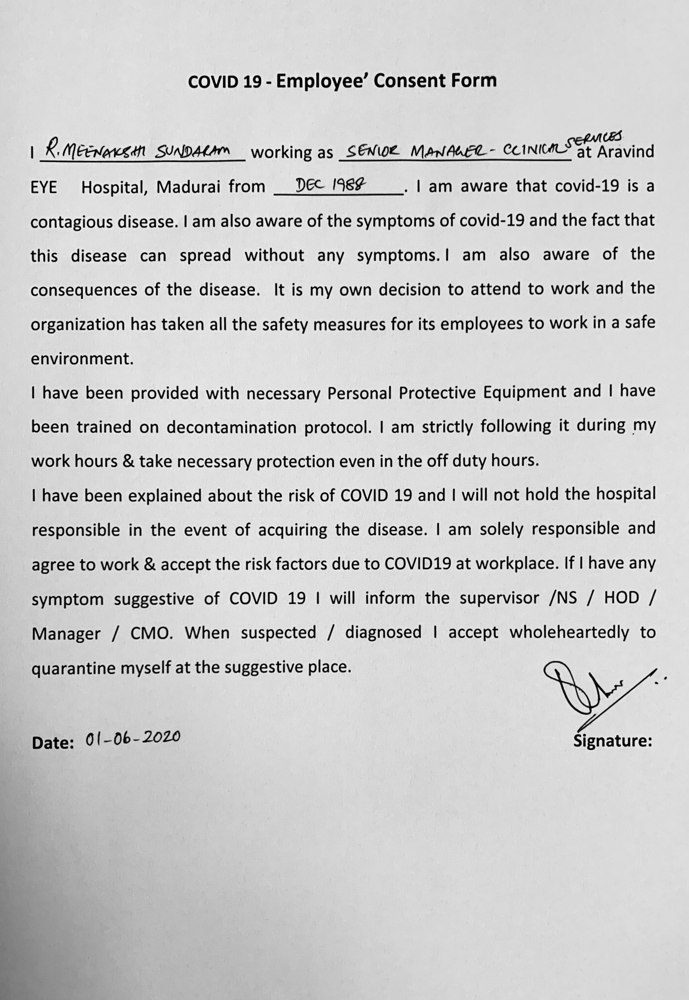 COVID 19 - Employee’ Consent Form
I R. MEENAKSHI SUNDARAM working as SENIOR MANAGER - CLINICAL SERVICES at Aravind
EYE Hospital, Madurai from DEC 1988 . I am aware that covid-19 is a
contagious disease. I am also aware of the symptoms of covid-19 and the fact that
this disease can spread without any symptoms. I am also aware of the
consequences of the disease. It is my own decision to attend to work and the
organization has taken all the safety measures for its employees to work in a safe
environment.
I have been provided with necessary Personal Protective Equipment and I have
been trained on decontamination protocol. I am strictly following it during my
work hours & take necessary protection even in the off duty hours.
I have been explained about the risk of COVID 19 and I will not hold the hospital
responsible in the event of acquiring the disease. I am solely responsible and
agree to work & accept the risk factors due to COVID19 at workplace. If I have any
symptom suggestive of COVID 19 I will inform the supervisor /NS / HOD /
Manager / CMO. When suspected / diagnosed I accept wholeheartedly to
quarantine myself at the suggestive place.
Date: 01-06-2020
Signature: